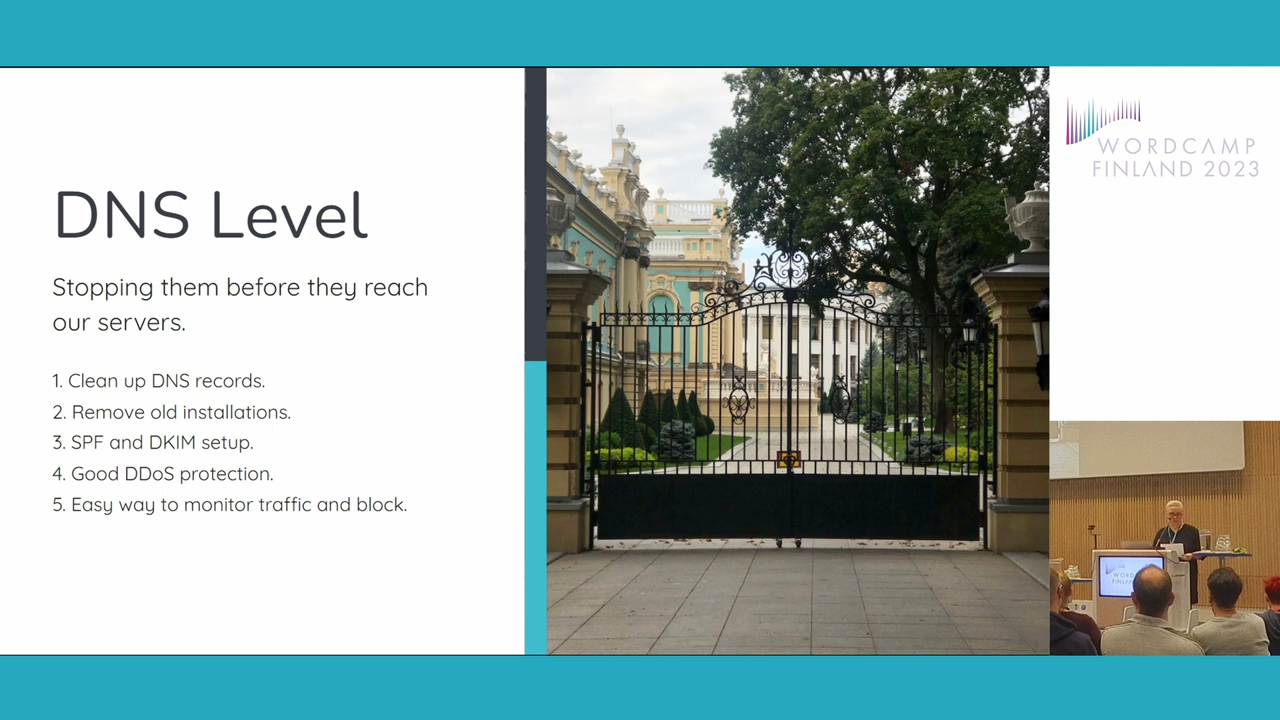 DNS Level
Stopping them before they reach
our servers.
1. Clean up DNS records.
2. Remove old installations.
3. SPF and DKIM setup.
4. Good DDoS protection.
5. Easy way to monitor traffic and block.
WORDCAMP
FINLAND 2023